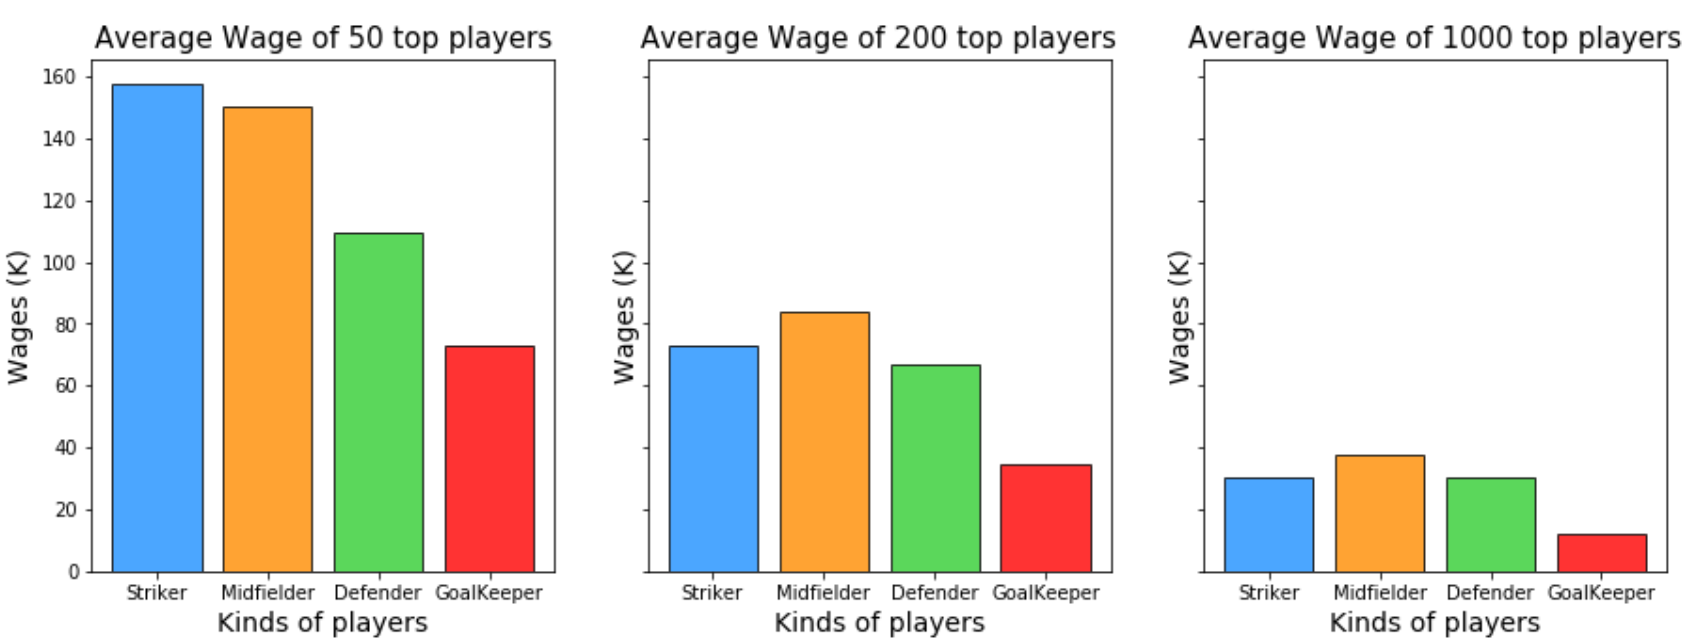 Average Wage of 50 top players
Wages (K)
160
140
120
100
80
60
40
20
0
Striker Midfielder Defender GoalKeeper
Kinds of players
Average Wage of 200 top players
Wages (K)
Striker Midfielder Defender GoalKeeper
Kinds of players
Average Wage of 1000 top players
Wages (K)
Striker Midfielder Defender GoalKeeper
Kinds of players